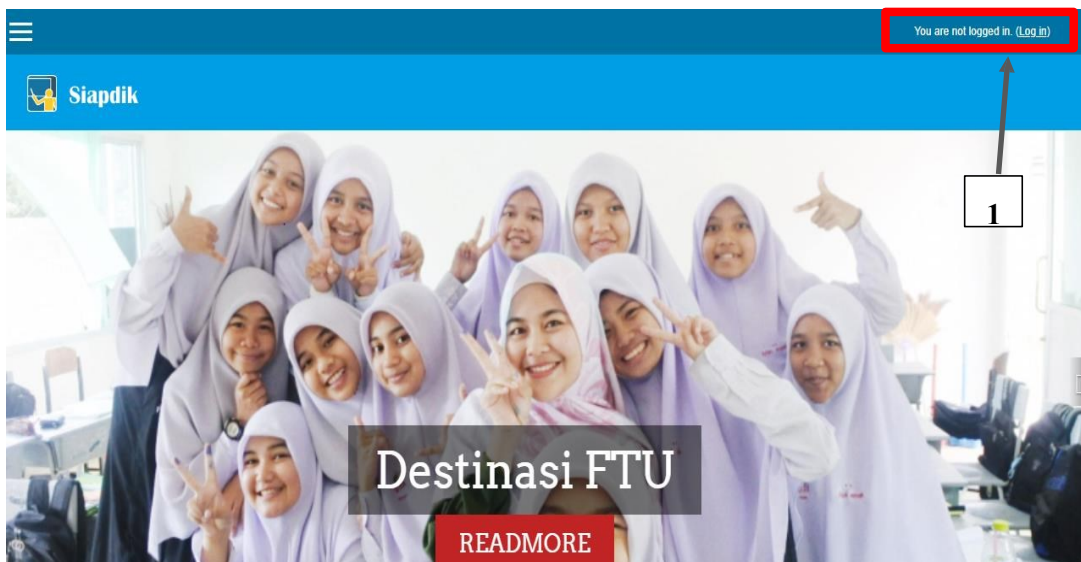 You are not logged in. (Log in)
Siapdik
1
Destinasi FTU
READMORE